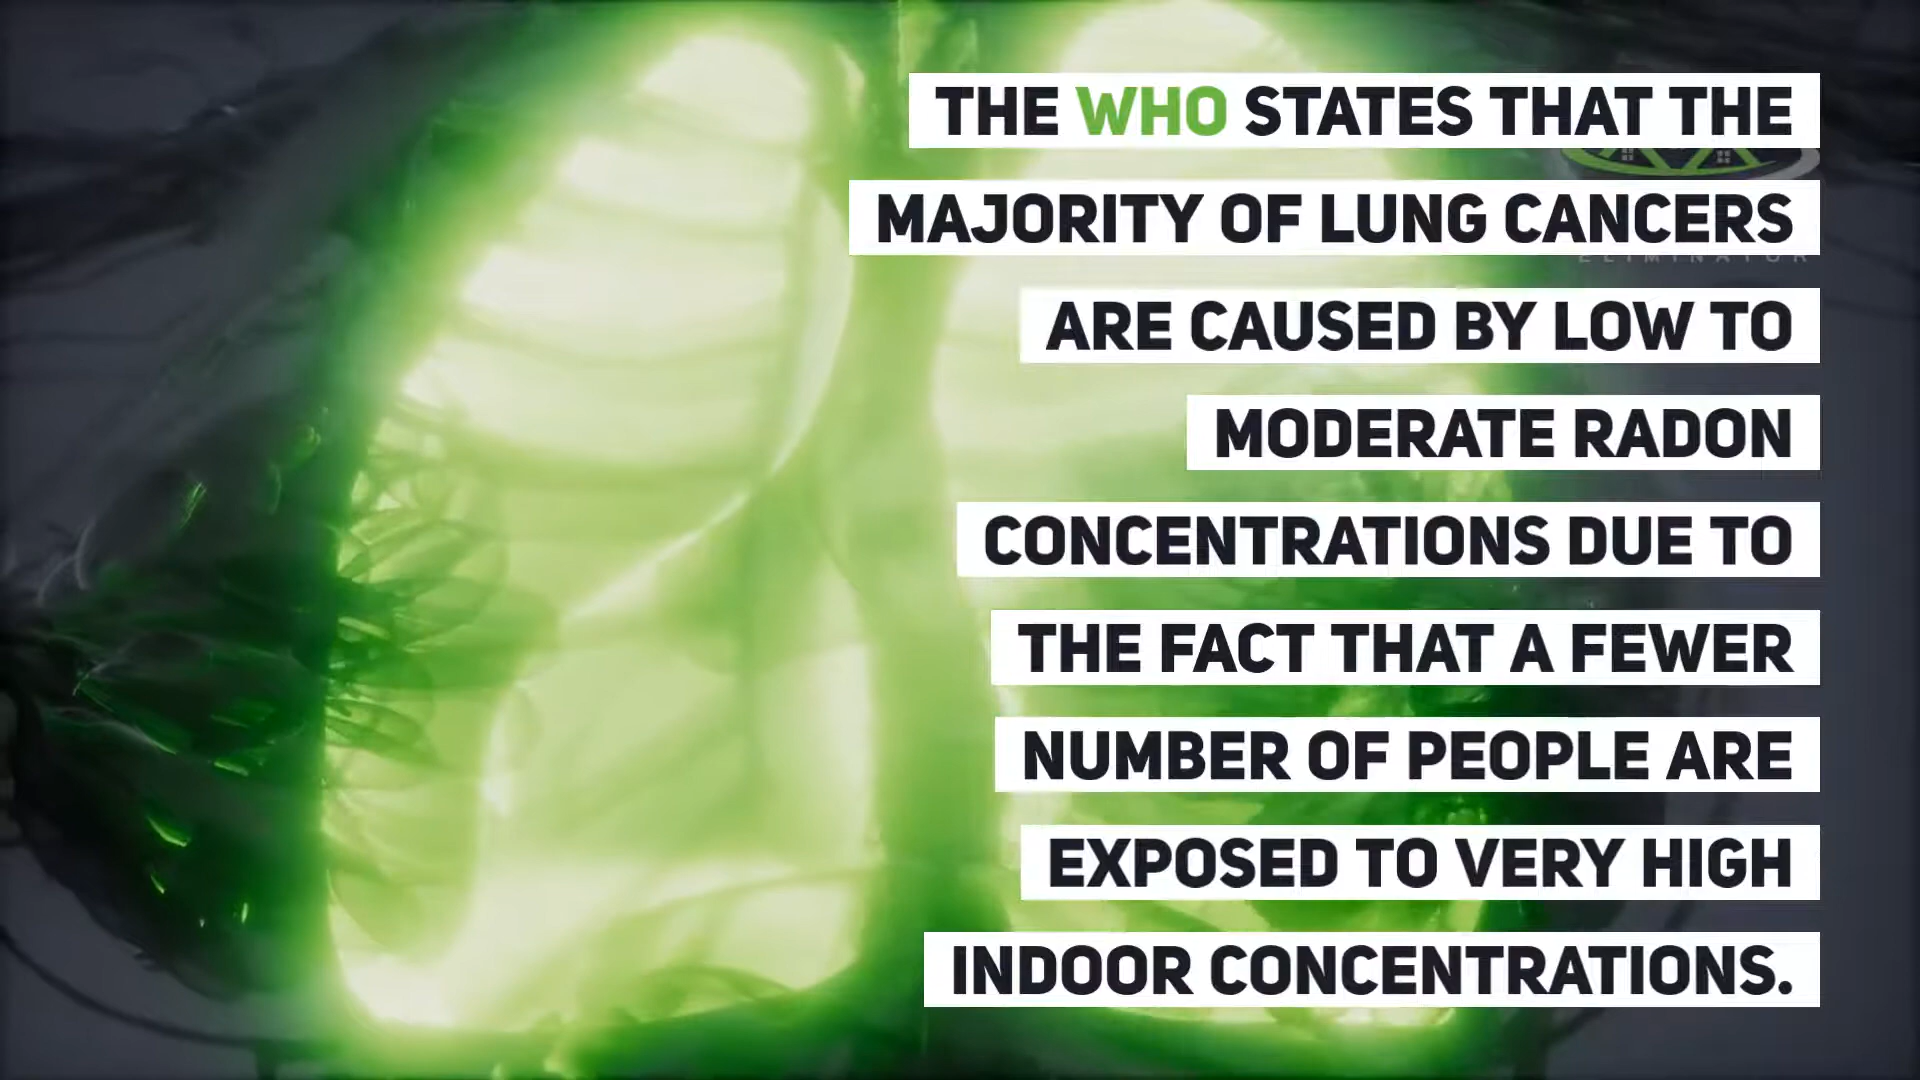 THE WHO STATES THAT THE
MAJORITY OF LUNG CANCERS
ELIMINATOR
ARE CAUSED BY LOW TO
MODERATE RADON
CONCENTRATIONS DUE TO
THE FACT THAT A FEWER
NUMBER OF PEOPLE ARE
EXPOSED TO VERY HIGH
INDOOR CONCENTRATIONS.